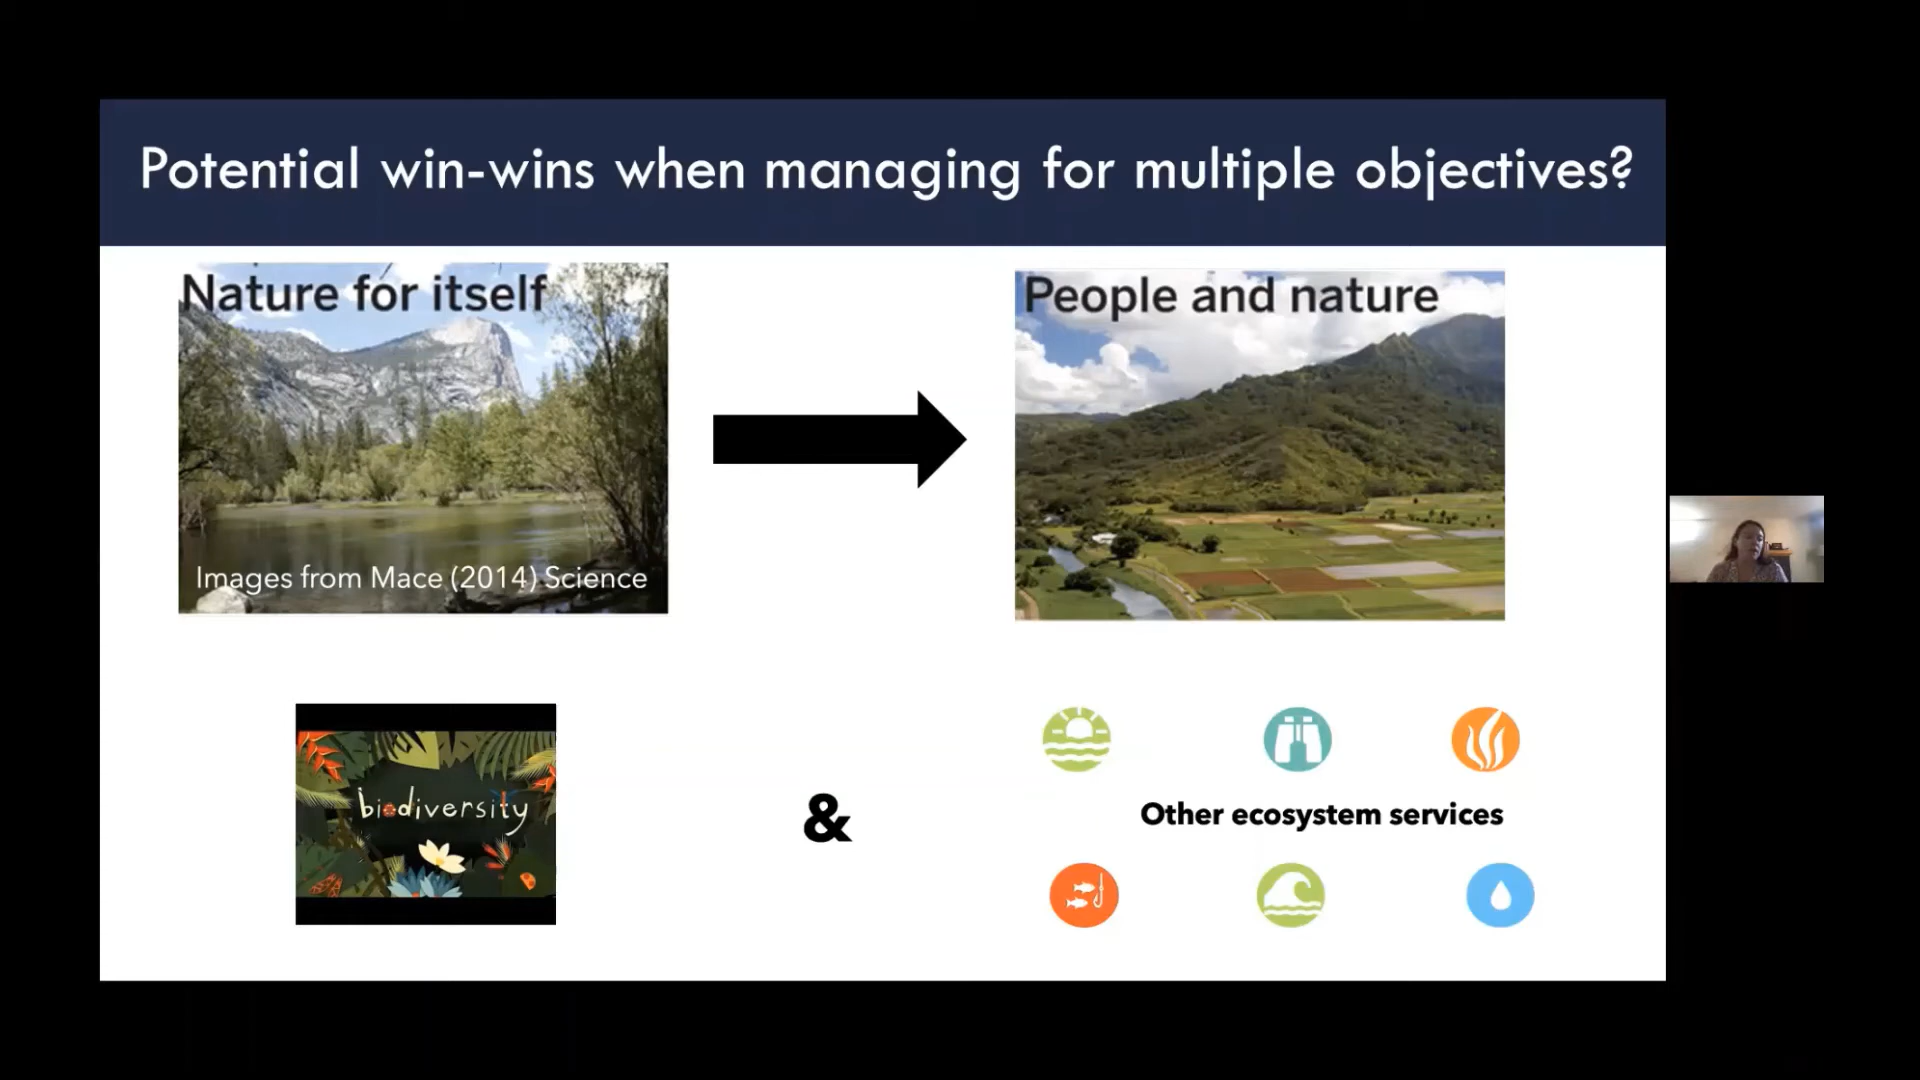 Potential win-wins when managing for multiple objectives?
Nature for itself
People and nature
Images from Mace (2014) Science
biodiversity
&
Other ecosystem services